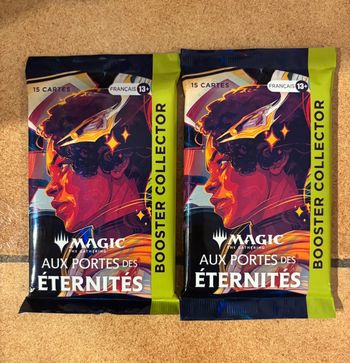 15 CARTES
FRANÇAIS 13+
BOOSTER COLLECTOR
MAGIC
THE GATHERING
AUX PORTES DES
ÉTERNITÉS
15 CARTES
FRANÇAIS 13+
BOOSTER COLLECTOR
MAGIC
THE GATHERING
AUX PORTES DES
ÉTERNITÉS